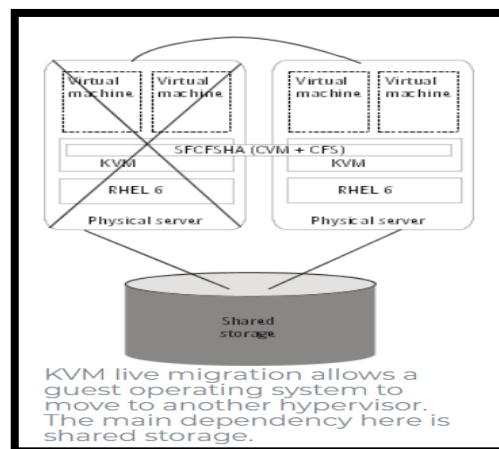 Virtual machine
Virtual machine
Virtual machine
Virtual machine
SFCFSHA (CVM + CFS)
KVM
KVM
RHEL 6
RHEL 6
Physical server
Physical server
Shared
storage
KVM live migration allows a
guest operating system to
move to another hypervisor.
The main dependency here is
shared storage.